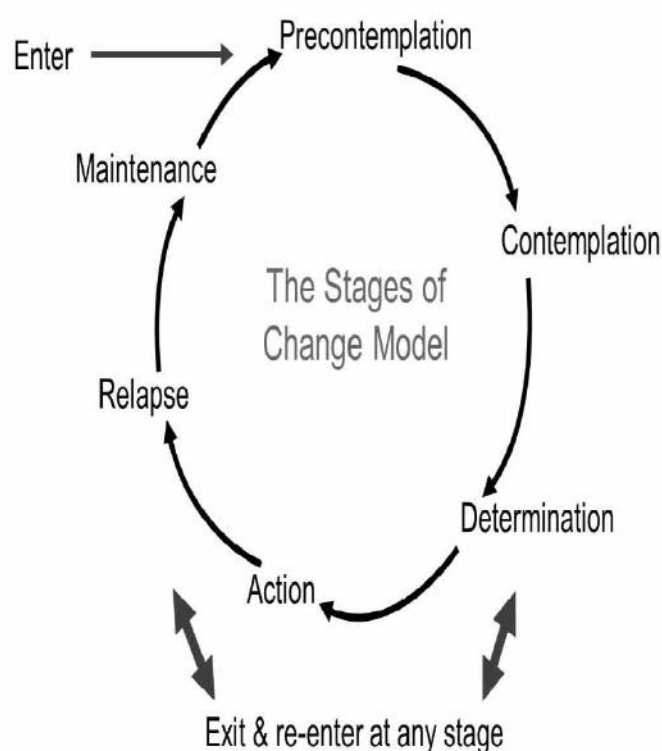 Precontemplation
Enter
Maintenance
Contemplation
The Stages of
Change Model
Relapse
Determination
Action
Exit & re-enter at any stage